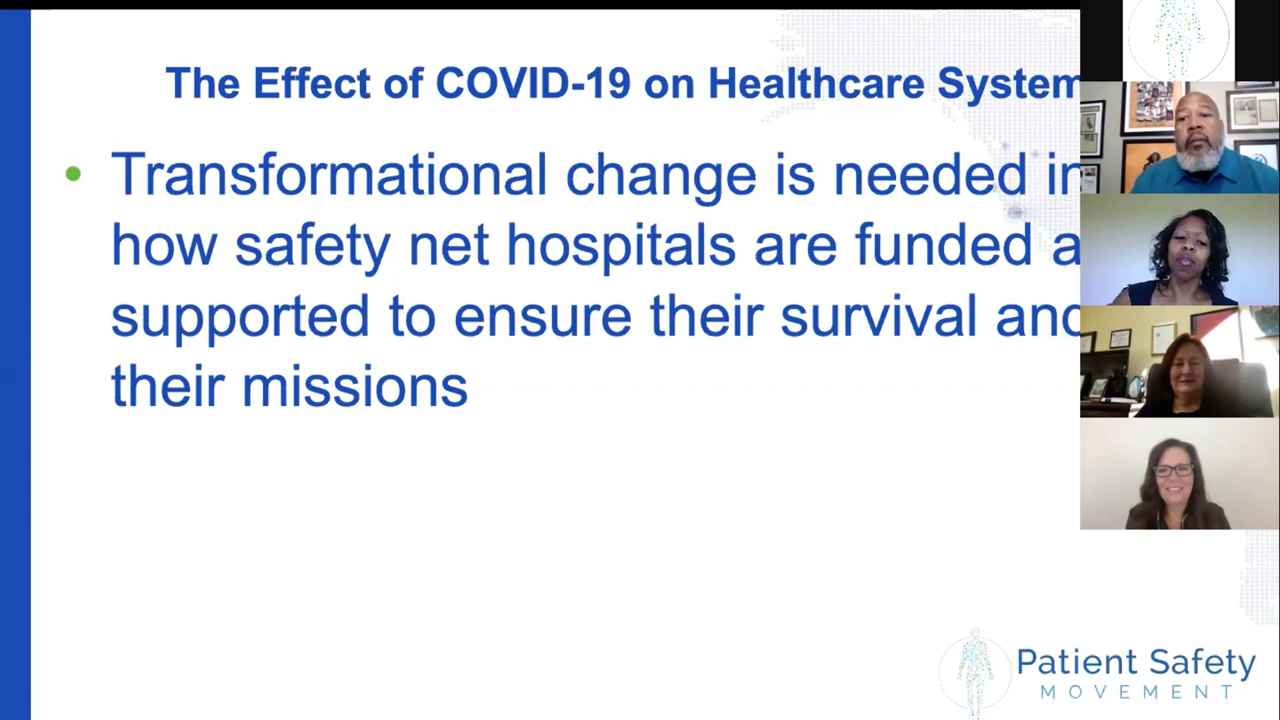 The Effect of COVID-19 on Healthcare System
Transformational change is needed in
how safety net hospitals are funded a
supported to ensure their survival and
their missions
Patient Safety
MOVEMENT